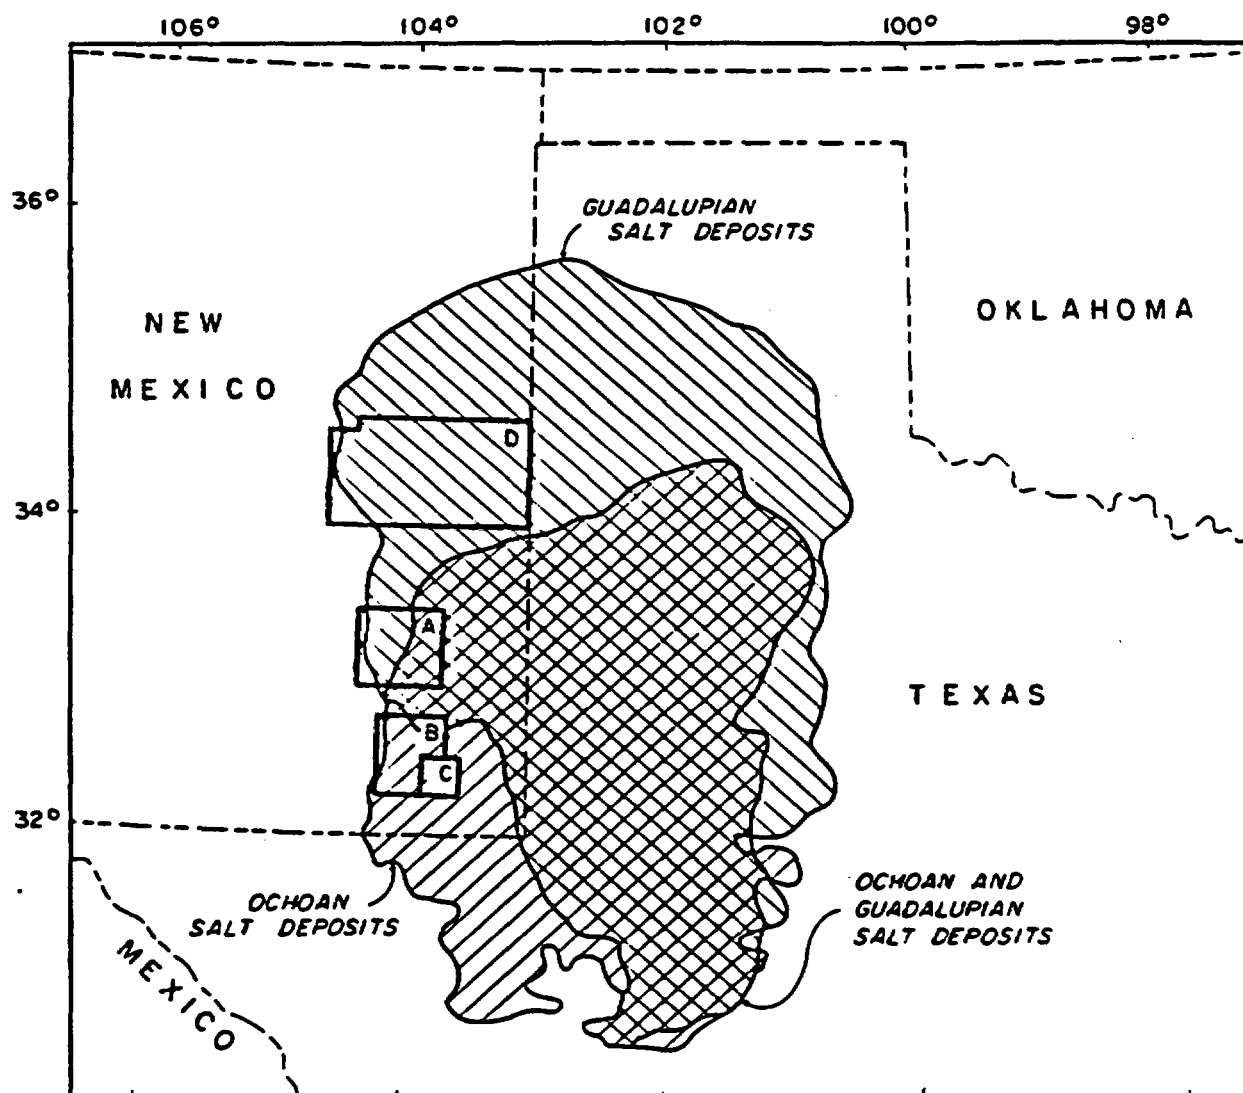 106° 104° 102° 100° 98°
36°
GUADALUPIAN
SALT DEPOSITS
NEW
MEXICO
OKLAHOMA
D
34°
A
TEXAS
B
C
32°
OCHOAN
SALT DEPOSITS
OCHOAN AND
GUADALUPIAN
SALT DEPOSITS
MEXICO